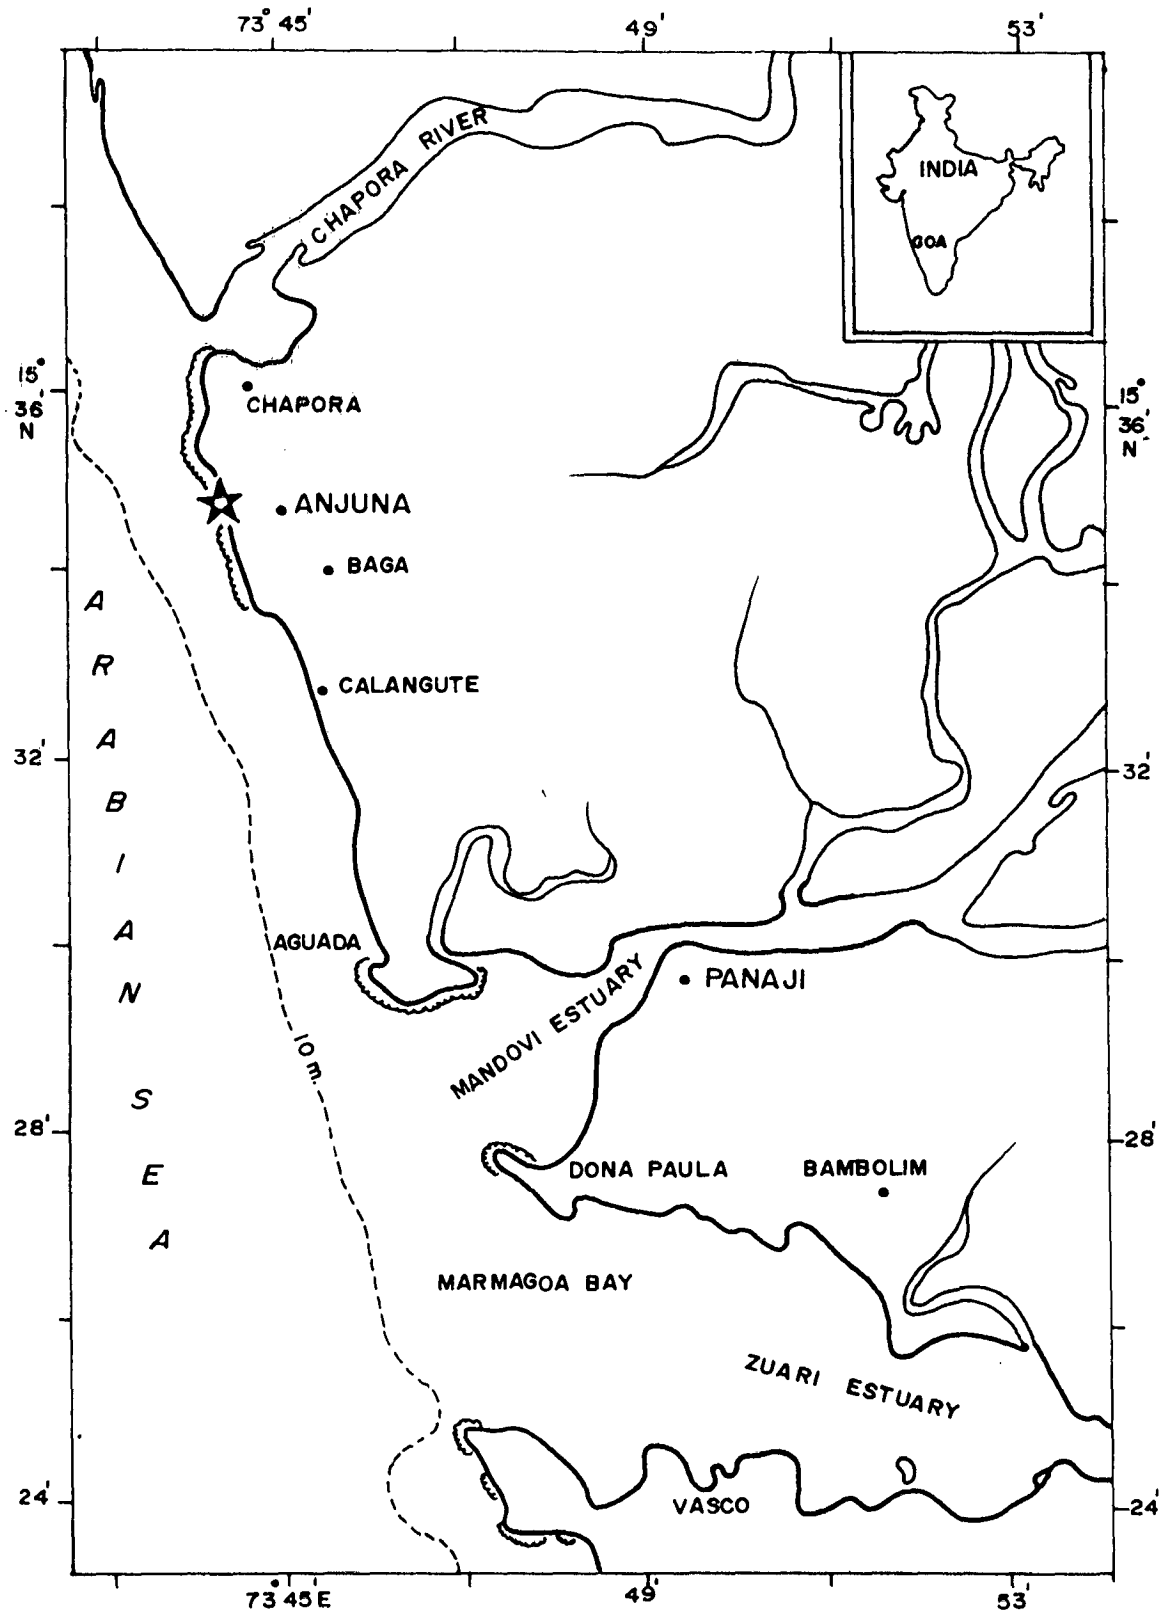 73° 45'
49'
53'
CHAPORA RIVER
INDIA
GOA
15°
36'
N
15°
36'
N
CHAPORA
ANJUNA
BAGA
CALANGUTE
ARABIAN SEA
32'
32'
AGUADA
PANAJI
MANDOVI ESTUARY
10 m.
28'
28'
DONA PAULA
BAMBOLIM
MARMAGOA BAY
ZUARI ESTUARY
VASCO
24'
24'
73° 45' E
49'
53'